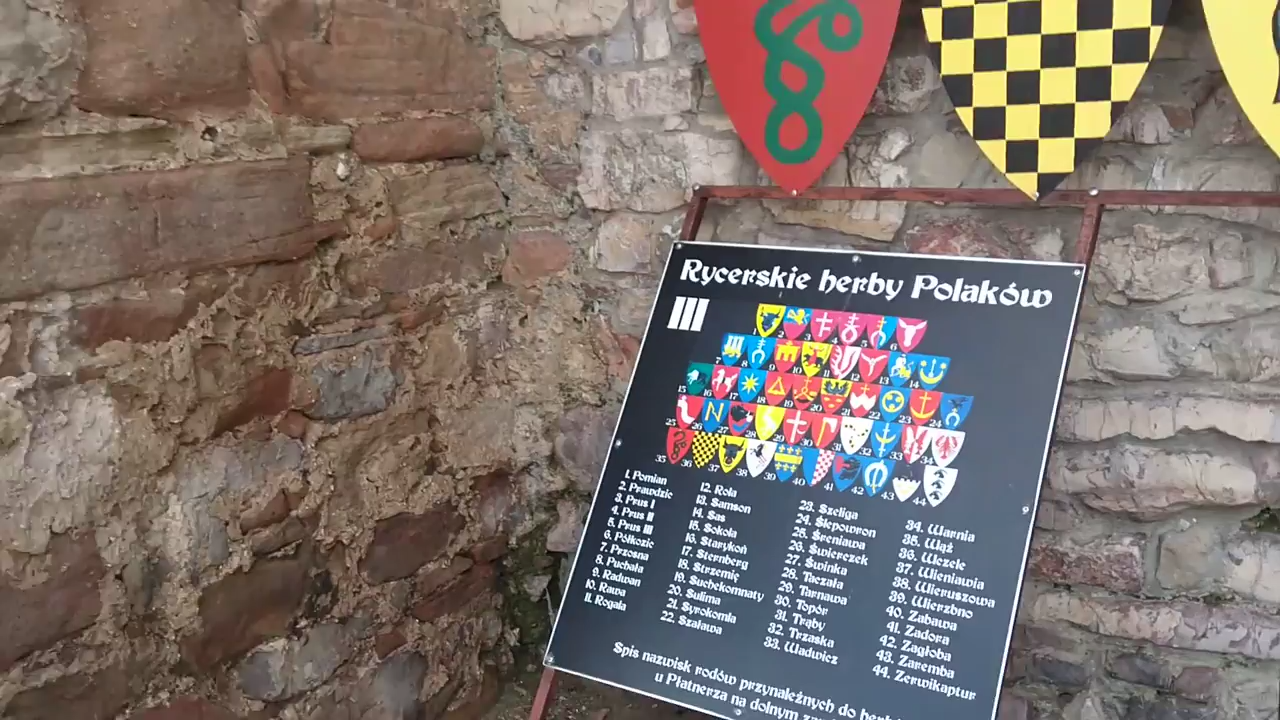 Rycerskie herby Polaków
III
1. Pomian
2. Prawdzic
3. Prus I
4. Prus II
5. Prus III
6. Półkozic
7. Przosna
8. Puchała
9. Radwan
10. Rawa
11. Rogala
12. Rola
13. Samson
14. Sas
15. Sokola
16. Starykoń
17. Sternberg
18. Strzemię
19. Suchekomnaty
20. Sulima
21. Syrokomla
22. Szaława
23. Szeliga
24. Ślepowron
25. Śreniawa
26. Świerczek
27. Świnka
28. Taczała
29. Tarnawa
30. Topór
31. Trąby
32. Trzaska
33. Wadwicz
34. Warnia
35. Wąż
36. Wczele
37. Wieniawia
38. Wieruszowa
39. Wierzbno
40. Zabawa
41. Zadora
42. Zagłoba
43. Zaremba
44. Zerwikaptur
Spis nazwisk rodów przynależnych do
u Płatnerza na dolnym